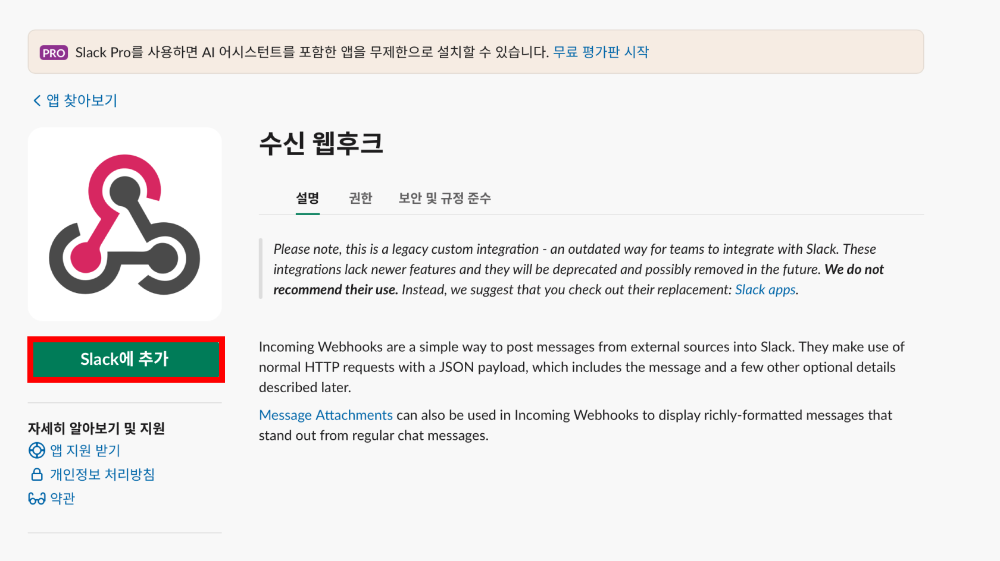 PRO Slack Pro를 사용하면 AI 어시스턴트를 포함한 앱을 무제한으로 설치할 수 있습니다. 무료 평가판 시작
앱 찾아보기
수신 웹후크
설명 권한 보안 및 규정 준수
Please note, this is a legacy custom integration - an outdated way for teams to integrate with Slack. These
integrations lack newer features and they will be deprecated and possibly removed in the future. We do not
recommend their use. Instead, we suggest that you check out their replacement: Slack apps.
Slack에 추가
Incoming Webhooks are a simple way to post messages from external sources into Slack. They make use of
normal HTTP requests with a JSON payload, which includes the message and a few other optional details
described later.
Message Attachments can also be used in Incoming Webhooks to display richly-formatted messages that
stand out from regular chat messages.
자세히 알아보기 및 지원
앱 지원 받기
개인정보 처리방침
약관